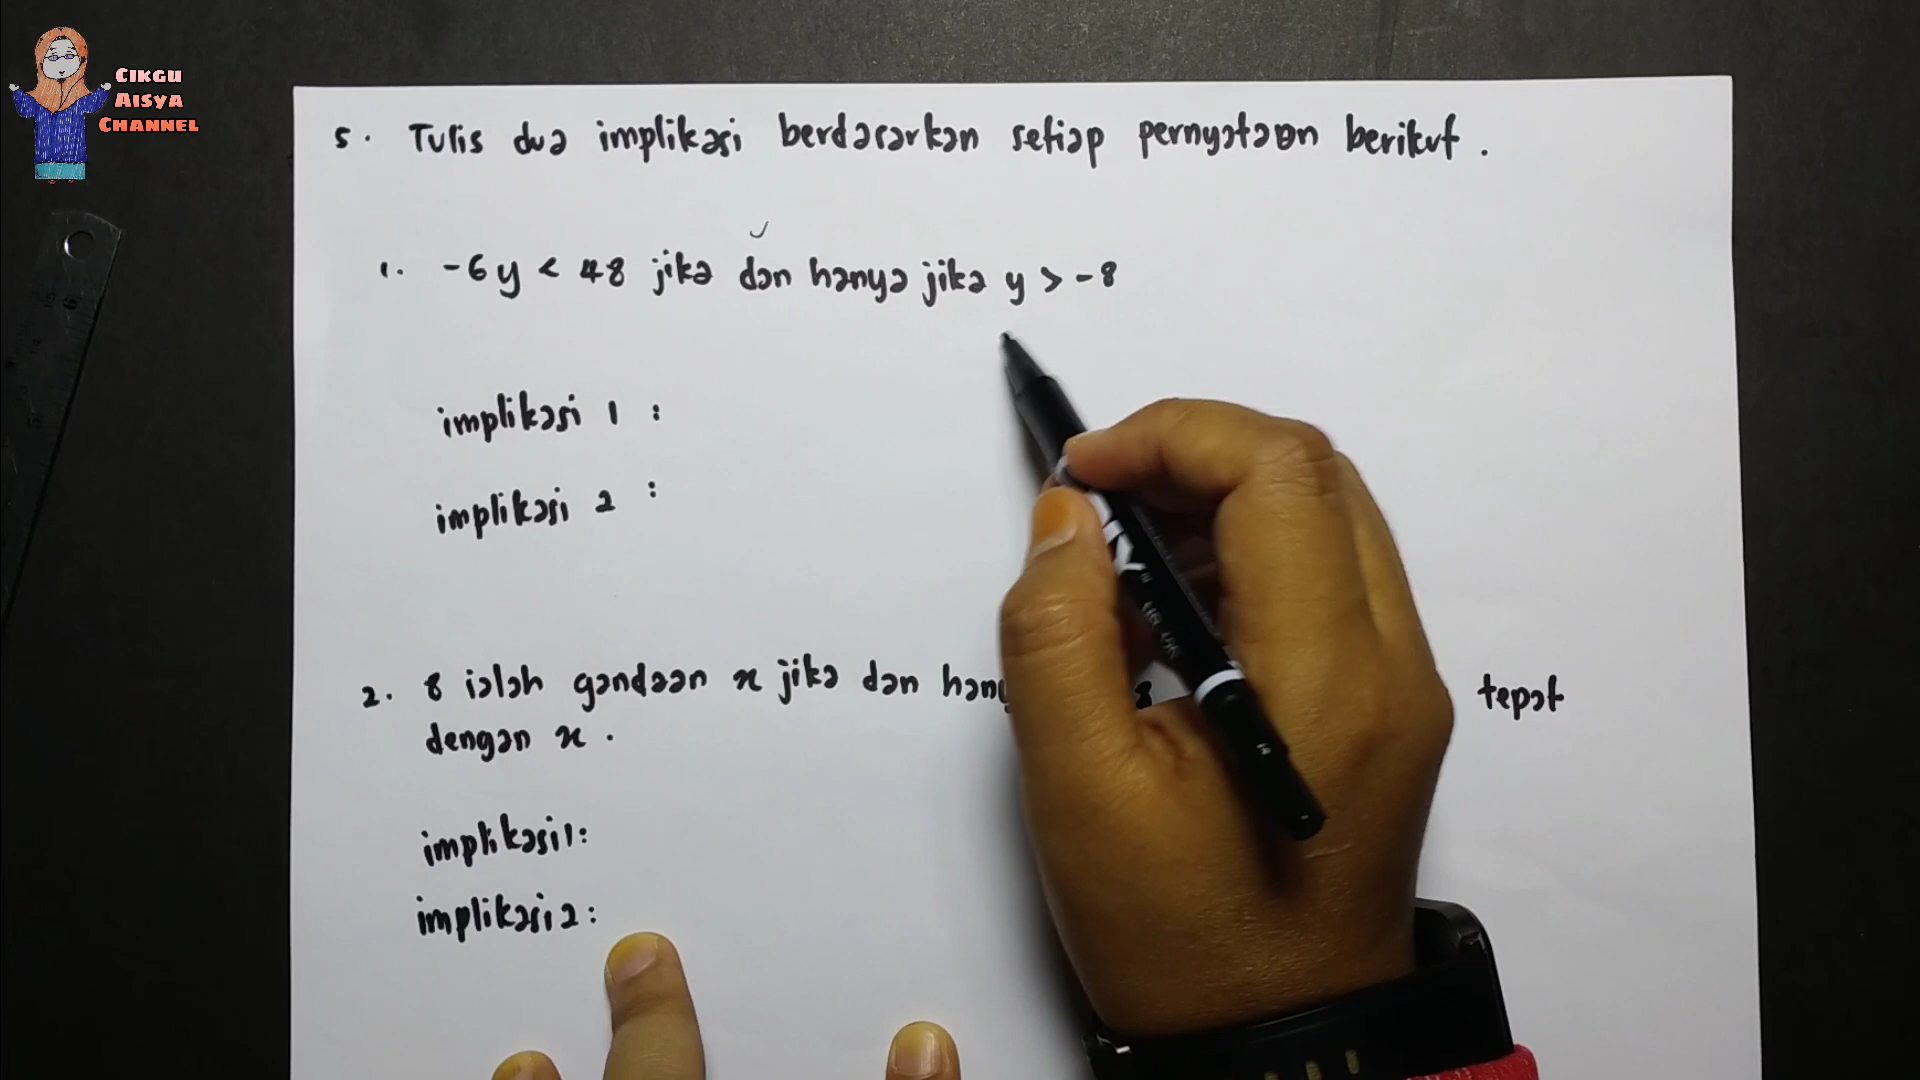 CIKGU
AISYA
CHANNEL
5. Tulis dua implikasi berdasarkan setiap pernyataan berikut.
1. -6y < 48 jika dan hanya jika y > -8
implikasi 1 :
implikasi 2 :
2. 8 ialah gandaan x jika dan 8 tepat
dengan x.
implikasi 1:
implikasi 2: